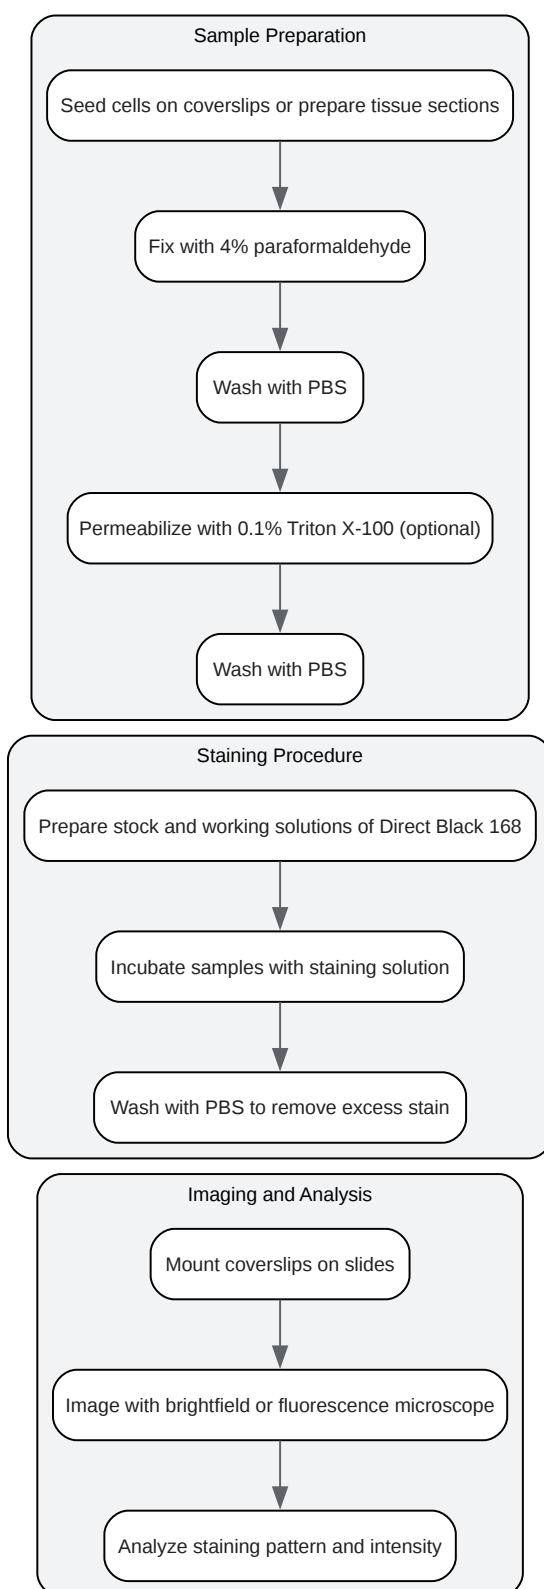 Sample Preparation
Seed cells on coverslips or prepare tissue sections
Fix with 4% paraformaldehyde
Wash with PBS
Permeabilize with 0.1% Triton X-100 (optional)
Wash with PBS
Staining Procedure
Prepare stock and working solutions of Direct Black 168
Incubate samples with staining solution
Wash with PBS to remove excess stain
Imaging and Analysis
Mount coverslips on slides
Image with brightfield or fluorescence microscope
Analyze staining pattern and intensity